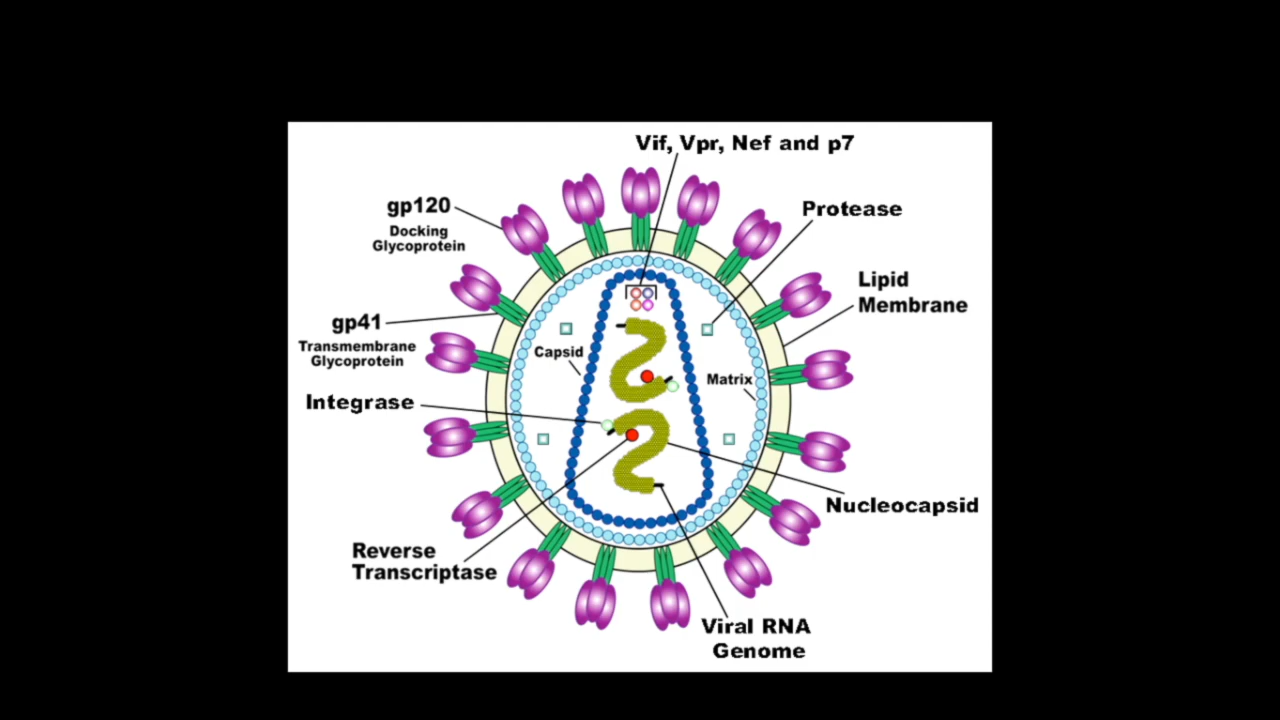 Vif, Vpr, Nef and p7
gp120
Docking
Glycoprotein
Protease
Lipid
Membrane
gp41
Transmembrane
Glycoprotein
Capsid
Matrix
Integrase
Nucleocapsid
Reverse
Transcriptase
Viral RNA
Genome